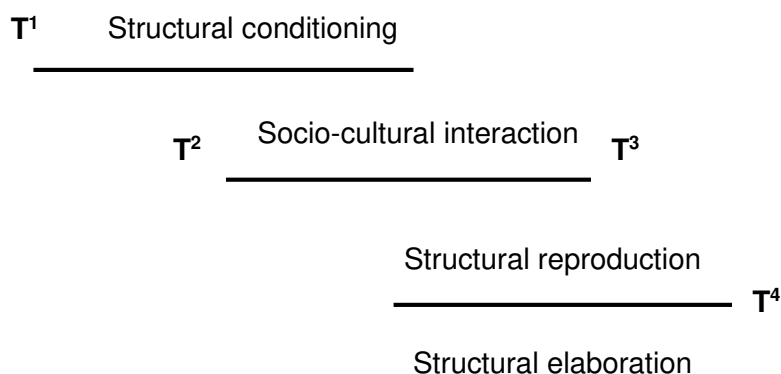 T¹ Structural conditioning
T² Socio-cultural interaction T³
Structural reproduction
T⁴
Structural elaboration